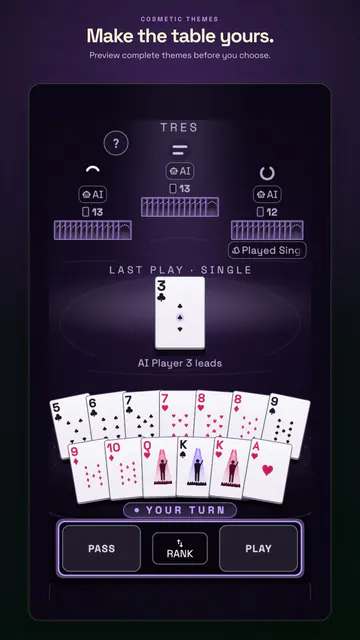 COSMETIC THEMES
Make the table yours.
Preview complete themes before you choose.
TRES
?
AI
13
AI
13
AI
12
Played Sing
LAST PLAY · SINGLE
3
AI Player 3 leads
5
6
7
7
8
8
9
9
10
Q
K
K
A
YOUR TURN
PASS
RANK
PLAY